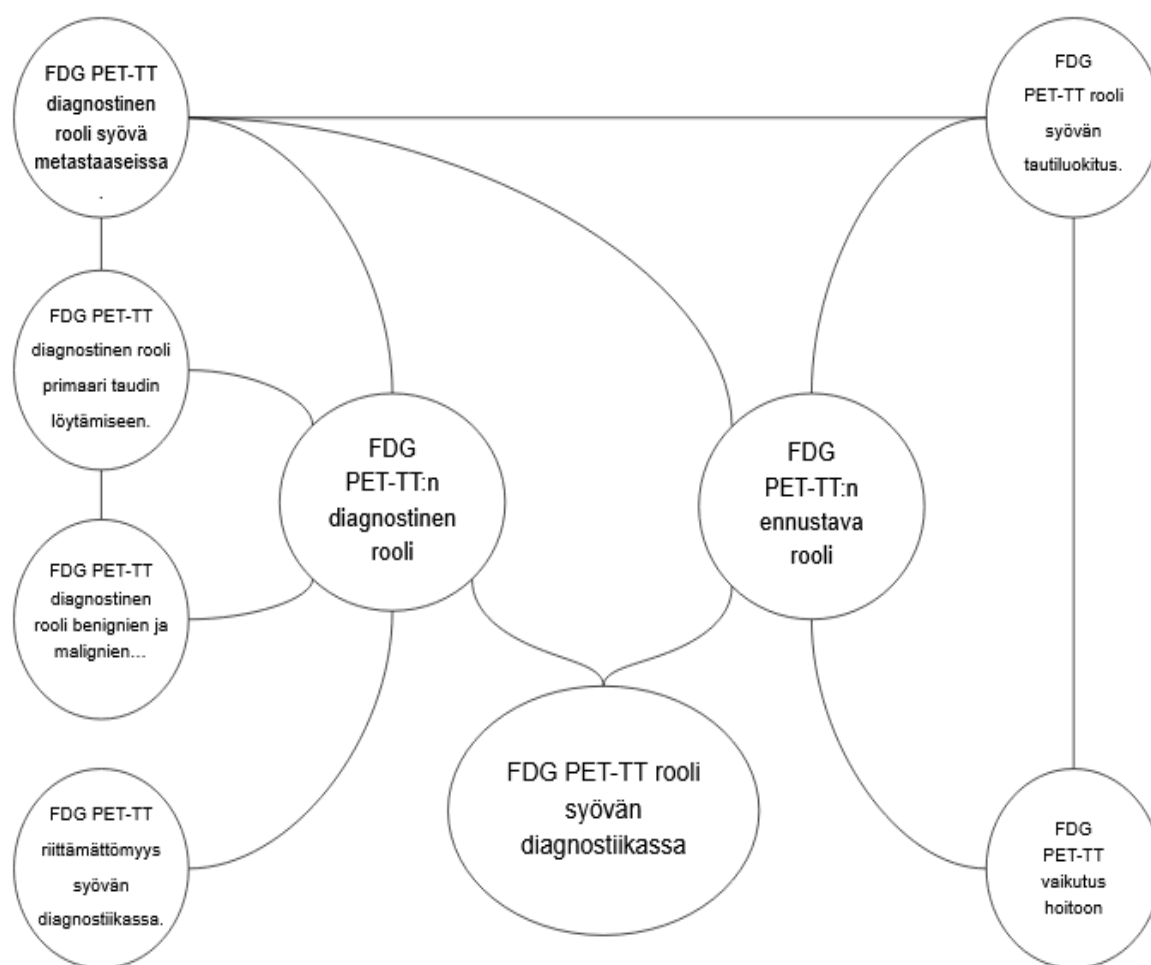 FDG PET-TT
diagnostinen
rooli syövä
metastaaseissa
.
FDG
PET-TT rooli
syövän
tautiluokitus.
FDG PET-TT
diagnostinen rooli
primaari taudin
löytämiseen.
FDG
PET-TT:n
diagnostinen
rooli
FDG
PET-TT:n
ennustava
rooli
FDG PET-TT
diagnostinen
rooli benignien ja
malignien...
FDG PET-TT rooli
syövän
diagnostiikassa
FDG PET-TT
riittämättömyys
syövän
diagnostiikassa.
FDG
PET-TT
vaikutus
hoitoon